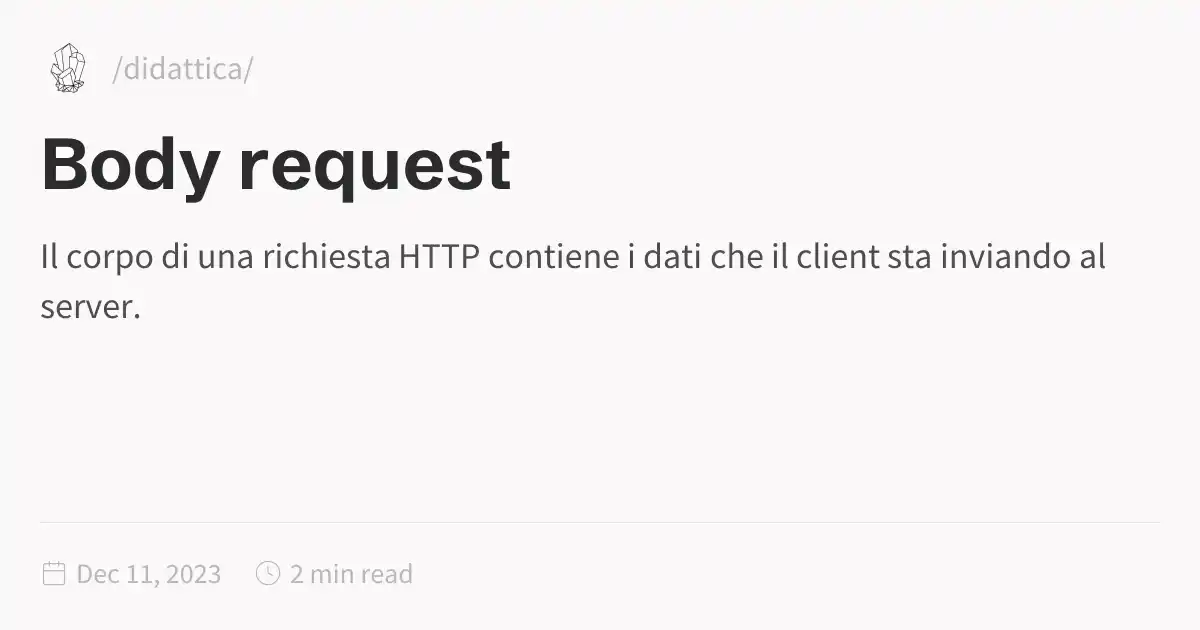 /didattica/
Body request
Il corpo di una richiesta HTTP contiene i dati che il client sta inviando al
server.
Dec 11, 2023 2 min read